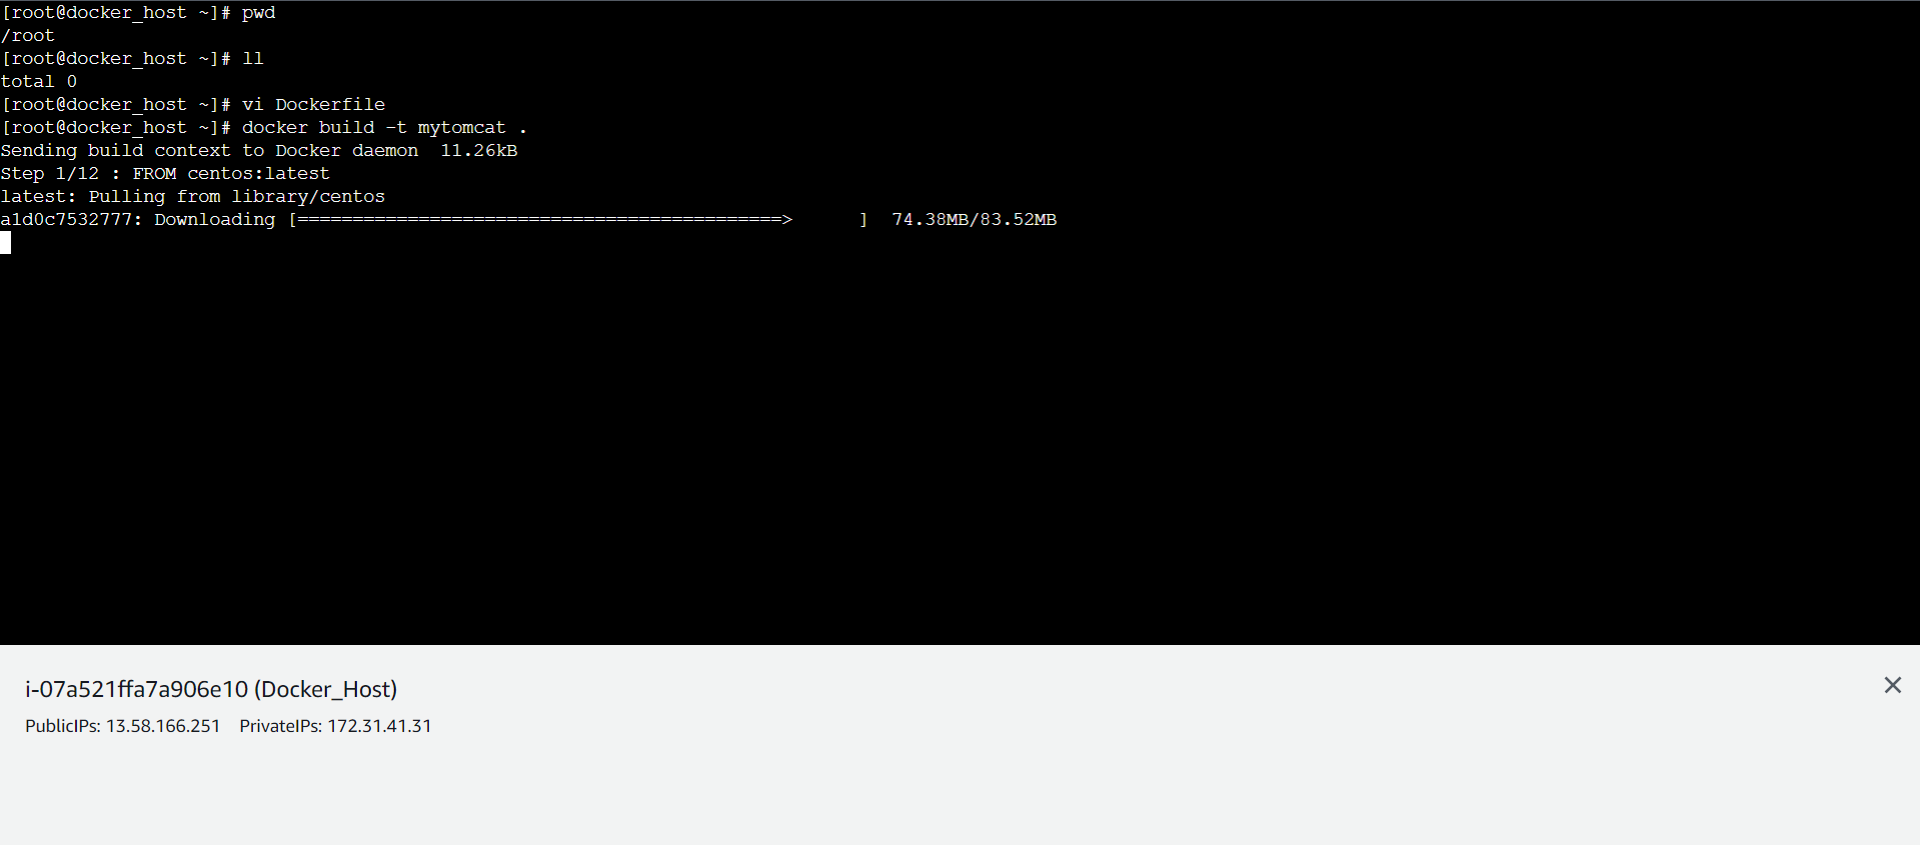 [root@docker_host ~]# pwd
/root
[root@docker_host ~]# ll
total 0
[root@docker_host ~]# vi Dockerfile
[root@docker_host ~]# docker build -t mytomcat .
Sending build context to Docker daemon  11.26kB
Step 1/12 : FROM centos:latest
latest: Pulling from library/centos
a1d0c7532777: Downloading [============================================>      ]  74.38MB/83.52MB
i-07a521ffa7a906e10 (Docker_Host)
PublicIPs: 13.58.166.251    PrivateIPs: 172.31.41.31